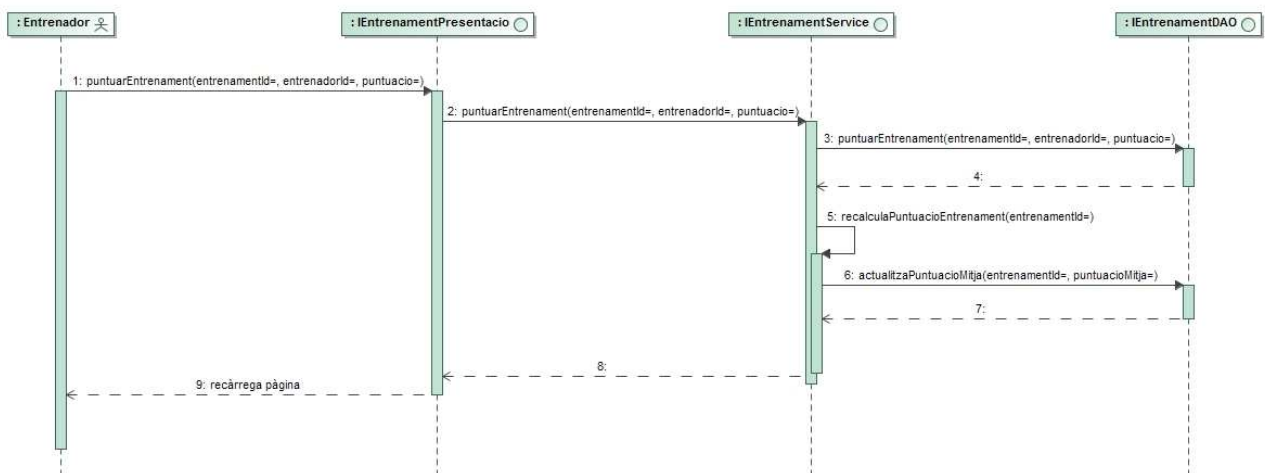 : Entrenador
: IEntrenamentPresentacio
: IEntrenamentService
: IEntrenamentDAO
1: puntuarEntrenament(entrenamentId=, entrenadorId=, puntuacio=)
2: puntuarEntrenament(entrenamentId=, entrenadorId=, puntuacio=)
3: puntuarEntrenament(entrenamentId=, entrenadorId=, puntuacio=)
4:
5: recalculaPuntuacioEntrenament(entrenamentId=)
6: actualitzaPuntuacioMitja(entrenamentId=, puntuacioMitja=)
7:
8:
9: recàrrega pàgina